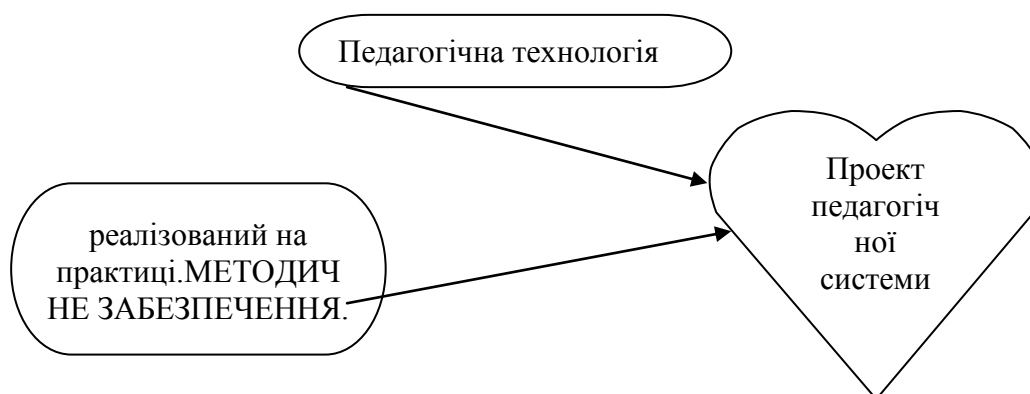 Педагогічна технологія
реалізований на
практиці.МЕТОДИЧ
НЕ ЗАБЕЗПЕЧЕННЯ.
Проект
педагогіч
ної
системи